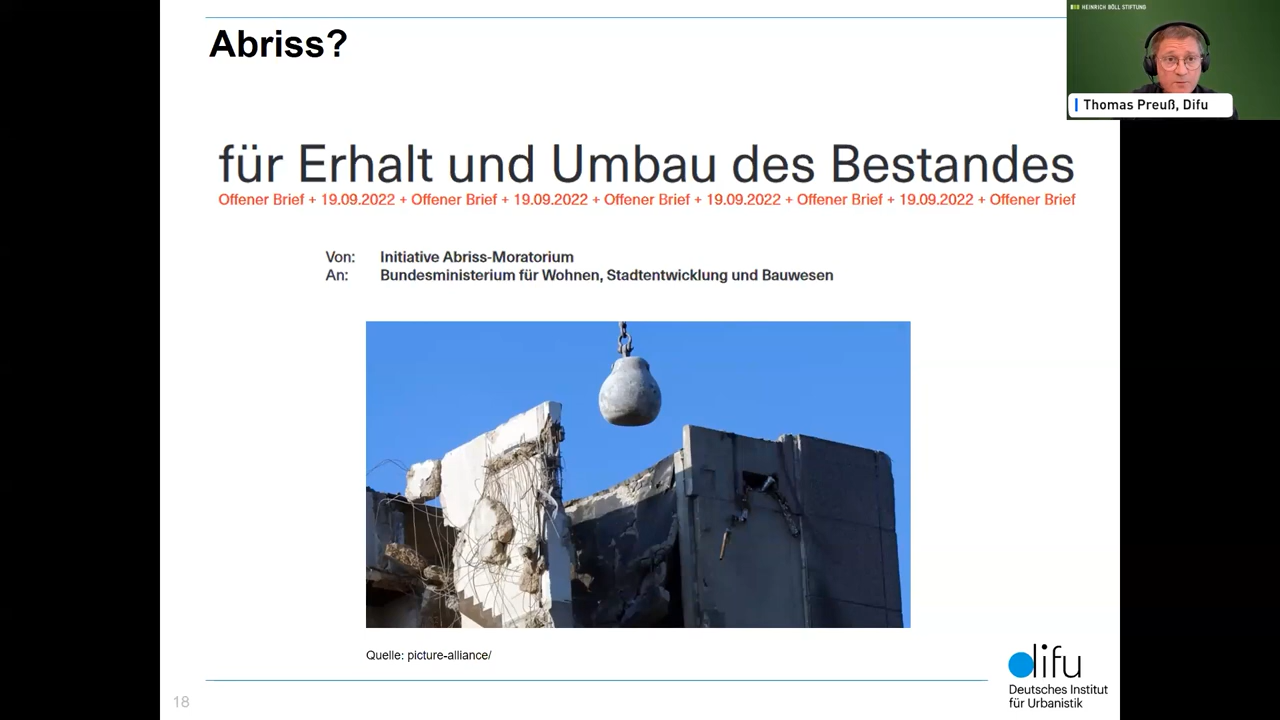 Abriss?
HEINRICH BÖLL STIFTUNG
Thomas Preuß, Difu
für Erhalt und Umbau des Bestandes
Offener Brief + 19.09.2022 + Offener Brief + 19.09.2022 + Offener Brief + 19.09.2022 + Offener Brief + 19.09.2022 + Offener Brief
Von: Initiative Abriss-Moratorium
An: Bundesministerium für Wohnen, Stadtentwicklung und Bauwesen
Quelle: picture-alliance/
difu
Deutsches Institut
für Urbanistik
18